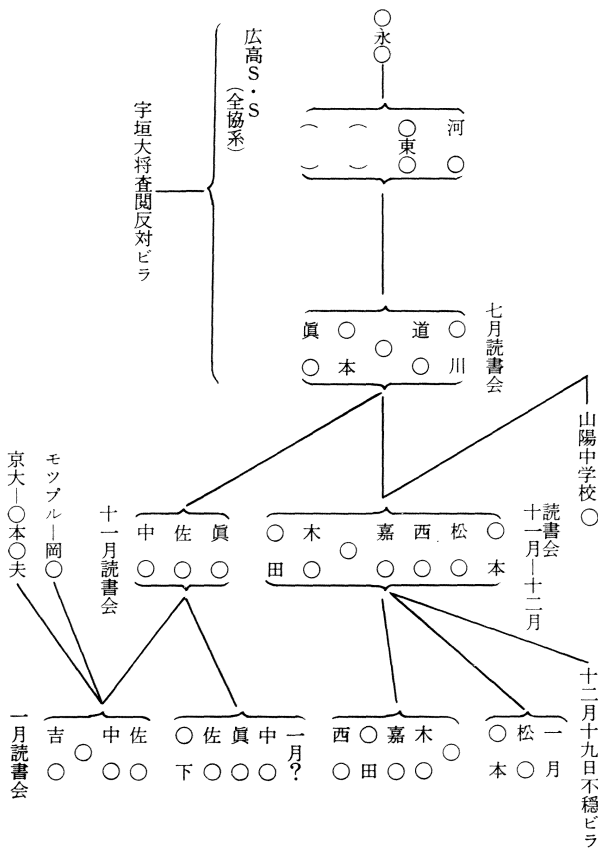 ○永○
河○
○東○
（　）
（　）
広高S・S
（全協系）
宇垣大将査閲反対ビラ
七月読書会
○川
道○
○
○本
眞○
山陽中学校○
読書会
十一月―十二月
○本
松○
西○
嘉○
○
木○
○田
眞○
佐○
中○
十一月読書会
モツプル―岡○
京大―○本○夫
十二月十九日不穏ビラ
一月
松○
○本
○
木○
嘉○
○田
西○
一月？
中○
眞○
佐○
○下
佐○
中○
○
吉○
一月読書会